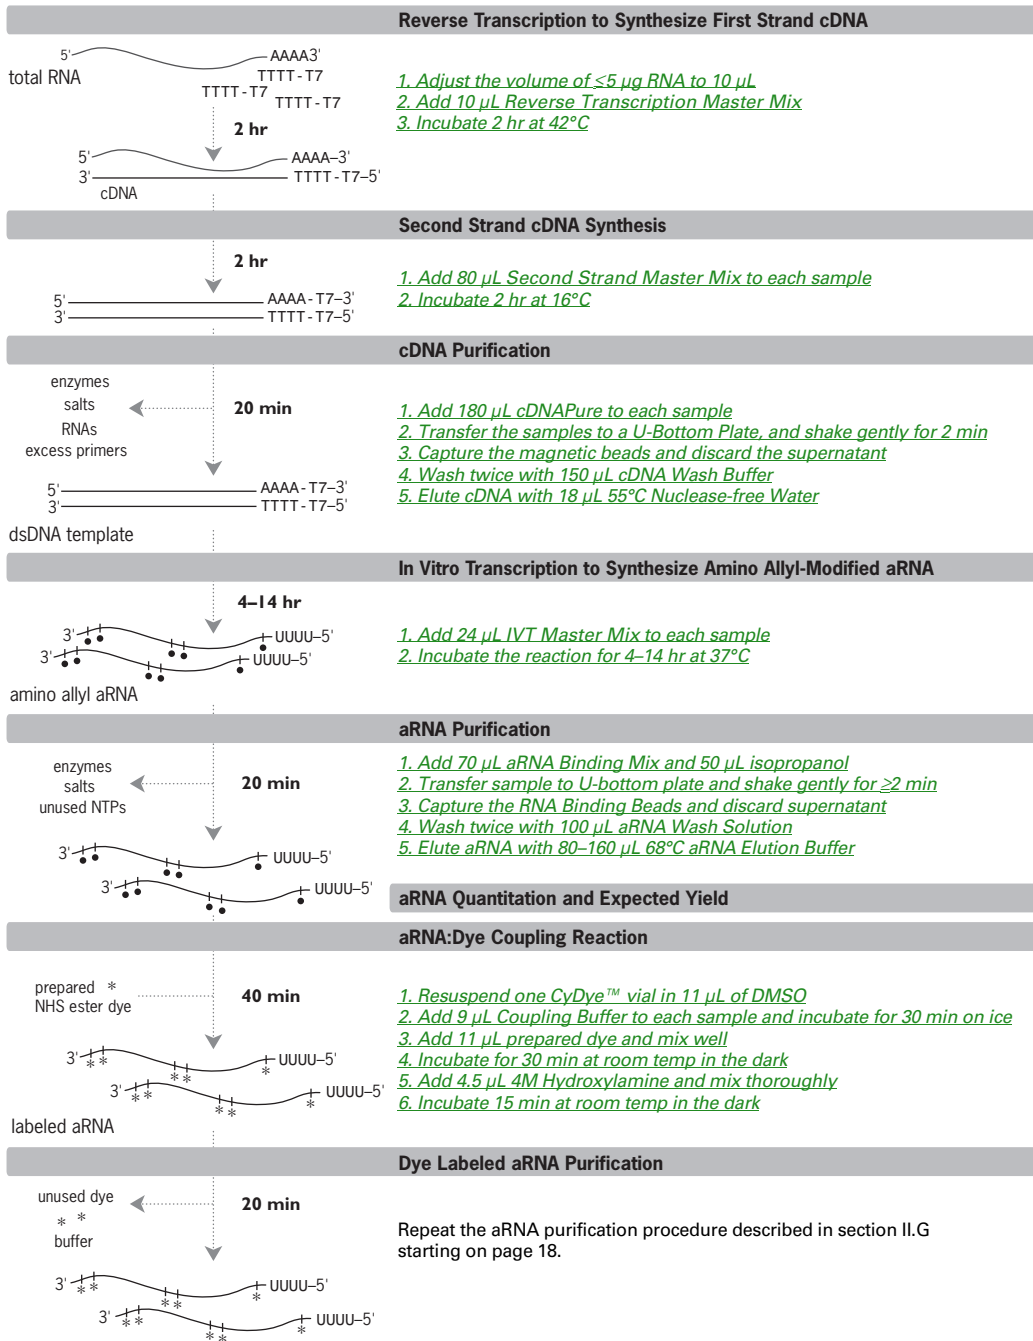 Reverse Transcription to Synthesize First Strand cDNA
5' AAAA3'
total RNA
TTTT - T7
TTTT - T7
TTTT - T7
1. Adjust the volume of ≤5 µg RNA to 10 µL
2. Add 10 µL Reverse Transcription Master Mix
3. Incubate 2 hr at 42°C
2 hr
5' AAAA–3'
3' TTTT - T7–5'
cDNA
Second Strand cDNA Synthesis
2 hr
1. Add 80 µL Second Strand Master Mix to each sample
2. Incubate 2 hr at 16°C
5' AAAA - T7–3'
3' TTTT - T7–5'
cDNA Purification
enzymes
salts
RNAs
excess primers
20 min
1. Add 180 µL cDNAPure to each sample
2. Transfer the samples to a U-Bottom Plate, and shake gently for 2 min
3. Capture the magnetic beads and discard the supernatant
4. Wash twice with 150 µL cDNA Wash Buffer
5. Elute cDNA with 18 µL 55°C Nuclease-free Water
5' AAAA - T7–3'
3' TTTT - T7–5'
dsDNA template
In Vitro Transcription to Synthesize Amino Allyl-Modified aRNA
4–14 hr
3' UUUU–5'
3' UUUU–5'
amino allyl aRNA
1. Add 24 µL IVT Master Mix to each sample
2. Incubate the reaction for 4–14 hr at 37°C
aRNA Purification
enzymes
salts
unused NTPs
20 min
1. Add 70 µL aRNA Binding Mix and 50 µL isopropanol
2. Transfer sample to U-bottom plate and shake gently for ≥2 min
3. Capture the RNA Binding Beads and discard supernatant
4. Wash twice with 100 µL aRNA Wash Solution
5. Elute aRNA with 80–160 µL 68°C aRNA Elution Buffer
3' UUUU–5'
3' UUUU–5'
aRNA Quantitation and Expected Yield
aRNA:Dye Coupling Reaction
prepared *
NHS ester dye
40 min
1. Resuspend one CyDye™ vial in 11 µL of DMSO
2. Add 9 µL Coupling Buffer to each sample and incubate for 30 min on ice
3. Add 11 µL prepared dye and mix well
4. Incubate for 30 min at room temp in the dark
5. Add 4.5 µL 4M Hydroxylamine and mix thoroughly
6. Incubate 15 min at room temp in the dark
3' ** ** * UUUU–5'
3' ** ** * UUUU–5'
labeled aRNA
Dye Labeled aRNA Purification
unused dye
* *
buffer
20 min
Repeat the aRNA purification procedure described in section II.G
starting on page 18.
3' ** ** * UUUU–5'
3' ** ** * UUUU–5'